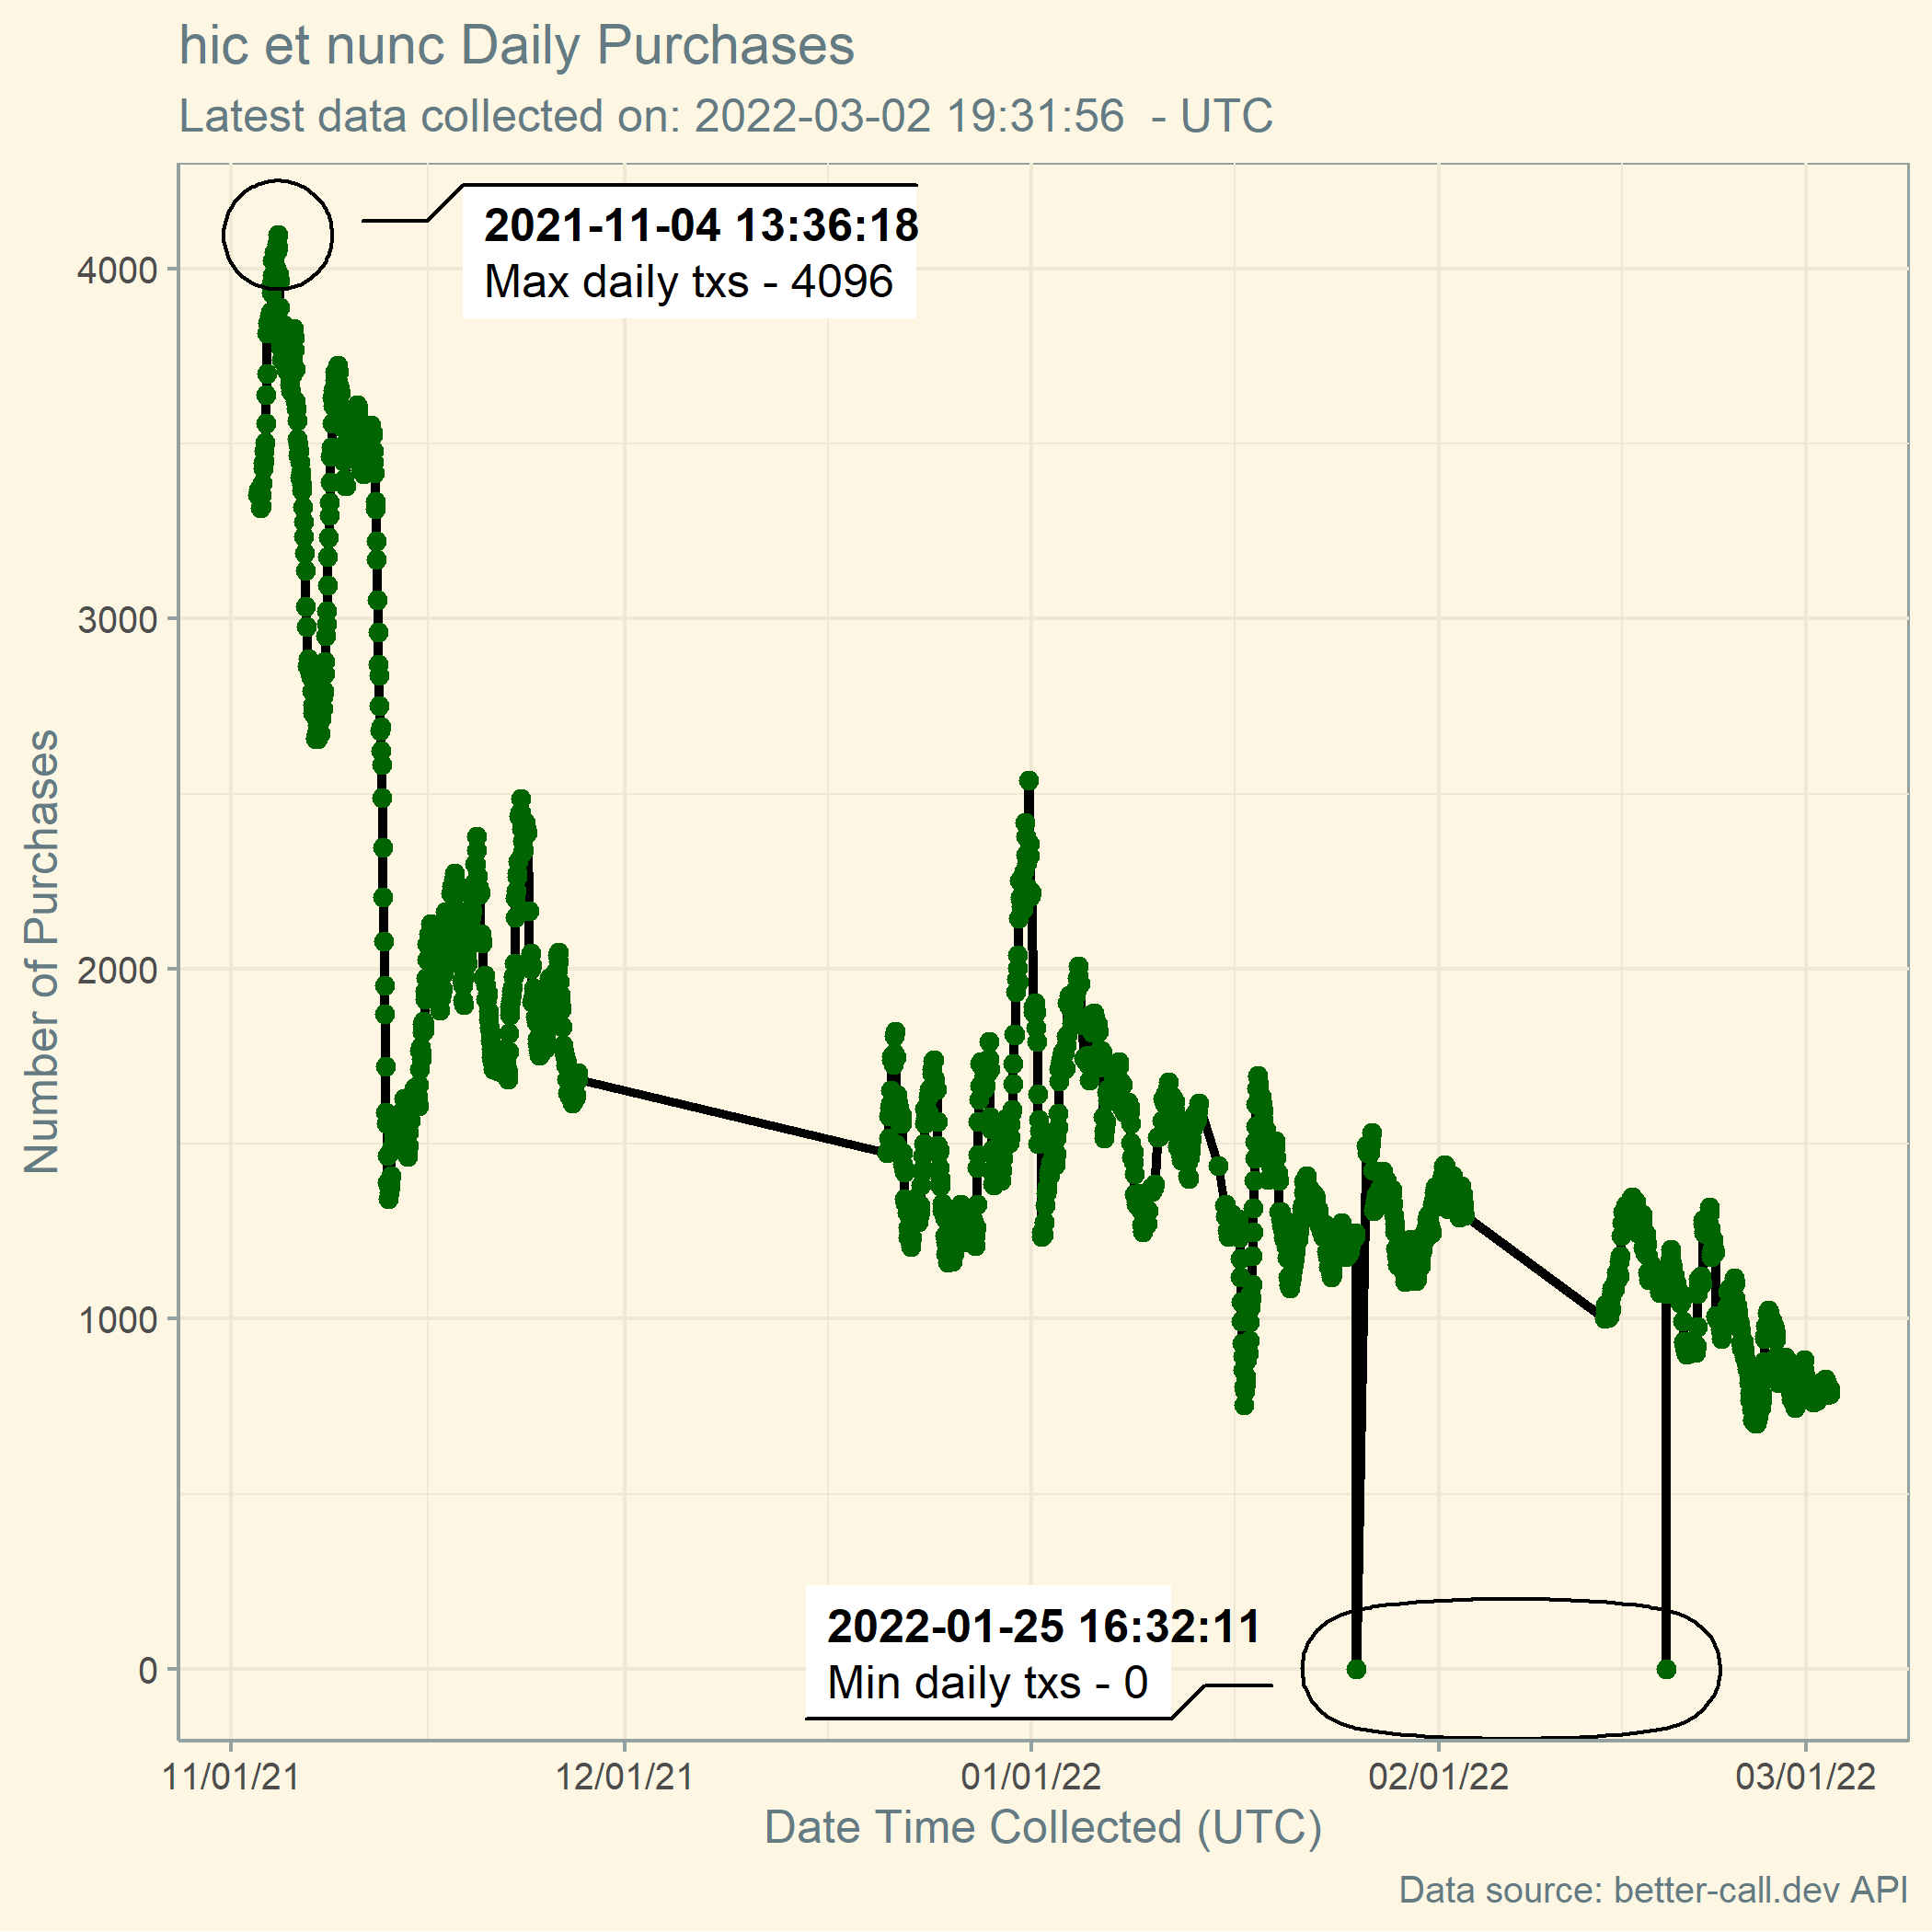 hic et nunc Daily Purchases
Latest data collected on: 2022-03-02 19:31:56  - UTC
2021-11-04 13:36:18
Max daily txs - 4096
4000
3000
2000
1000
0
Number of Purchases
2022-01-25 16:32:11
Min daily txs - 0
11/01/21 12/01/21 01/01/22 02/01/22 03/01/22
Date Time Collected (UTC)
Data source: better-call.dev API